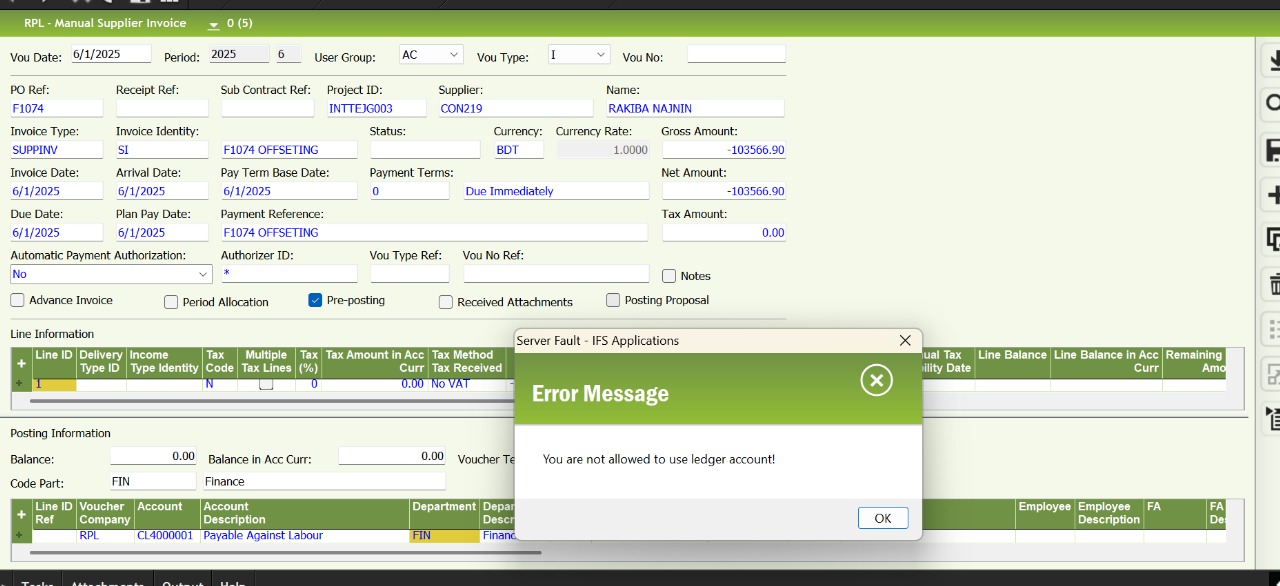 RPL - Manual Supplier Invoice 0 (5)
Vou Date: 6/1/2025 Period: 2025 6 User Group: AC Vou Type: I Vou No:
PO Ref: Receipt Ref: Sub Contract Ref: Project ID: Supplier: Name:
F1074 INTTEJG003 CON219 RAKIBA NAJNIN
Invoice Type: Invoice Identity: Status: Currency: Currency Rate: Gross Amount:
SUPPINV SI F1074 OFFSETING BDT 1.0000 -103566.90
Invoice Date: Arrival Date: Pay Term Base Date: Payment Terms: Net Amount:
6/1/2025 6/1/2025 6/1/2025 0 Due Immediately -103566.90
Due Date: Plan Pay Date: Payment Reference: Tax Amount:
6/1/2025 6/1/2025 F1074 OFFSETING 0.00
Automatic Payment Authorization: Authorizer ID: Vou Type Ref: Vou No Ref:
No * Notes
Advance Invoice Period Allocation Pre-posting Received Attachments Posting Proposal
Line Information
Line ID Delivery Income Tax Multiple Tax Tax Amount in Acc Tax Method Line Balance Line Balance in Acc Remaining
Type ID Type Identity Code Tax Lines (%) Curr Tax Received Date Curr
1 N 0 0.00 No VAT
Server Fault - IFS Applications
Error Message
You are not allowed to use ledger account!
OK
Posting Information
Balance: 0.00 Balance in Acc Curr: 0.00 Voucher
Code Part: FIN Finance
Line ID Voucher Account Account Department Employee Employee FA FA
Ref Company Description Description
RPL CL4000001 Payable Against Labour FIN
Tasks Attachments Output Help